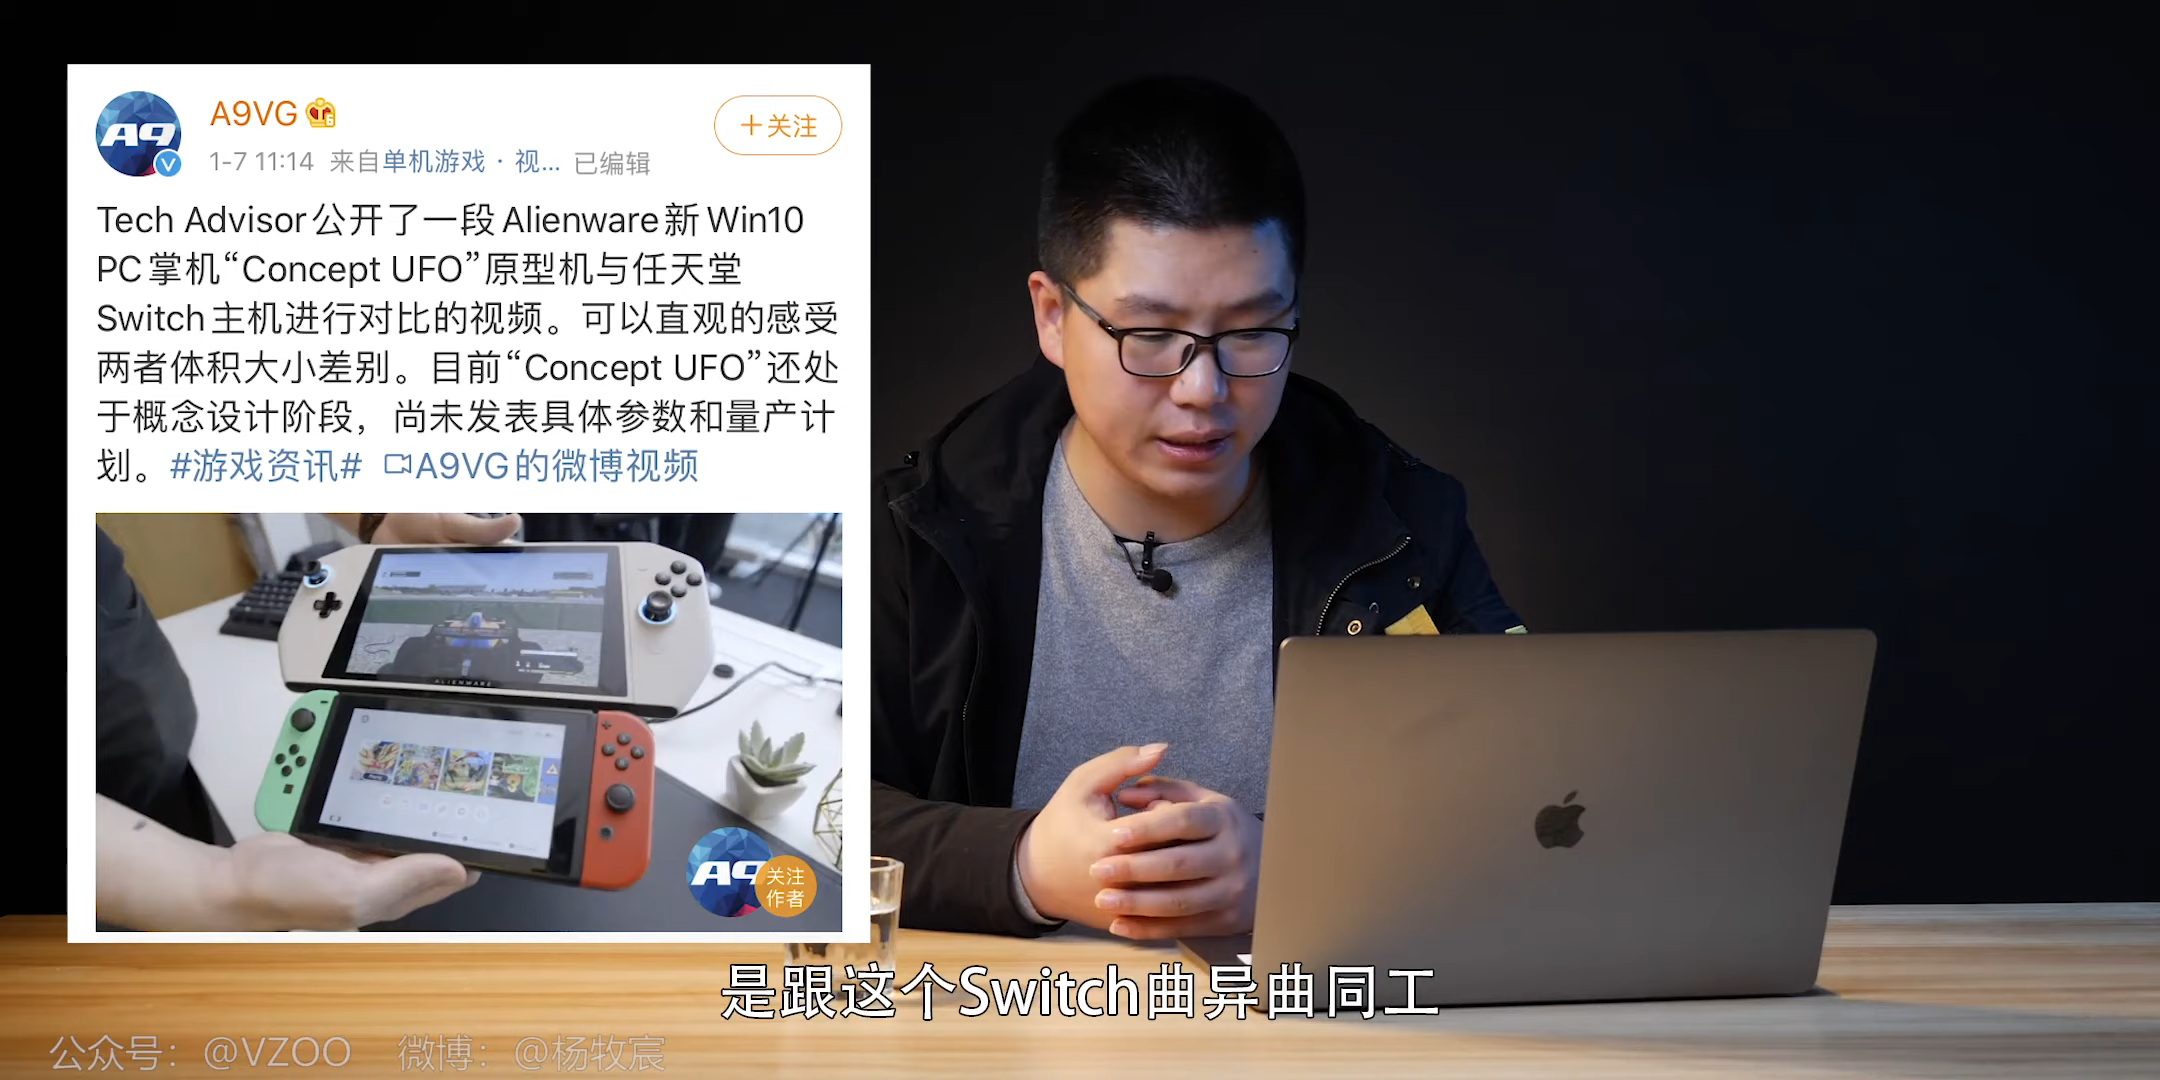 A9VG
+关注
1-7 11:14 来自单机游戏 · 视... 已编辑
Tech Advisor公开了一段Alienware新Win10
PC掌机“Concept UFO”原型机与任天堂
Switch主机进行对比的视频。可以直观的感受
两者体积大小差别。目前“Concept UFO”还处
于概念设计阶段，尚未发表具体参数和量产计
划。#游戏资讯# A9VG的微博视频
A9
ALIENWARE
A9
关注
作者
是跟这个Switch曲异曲同工
公众号：@VZOO 微博：@杨牧宸